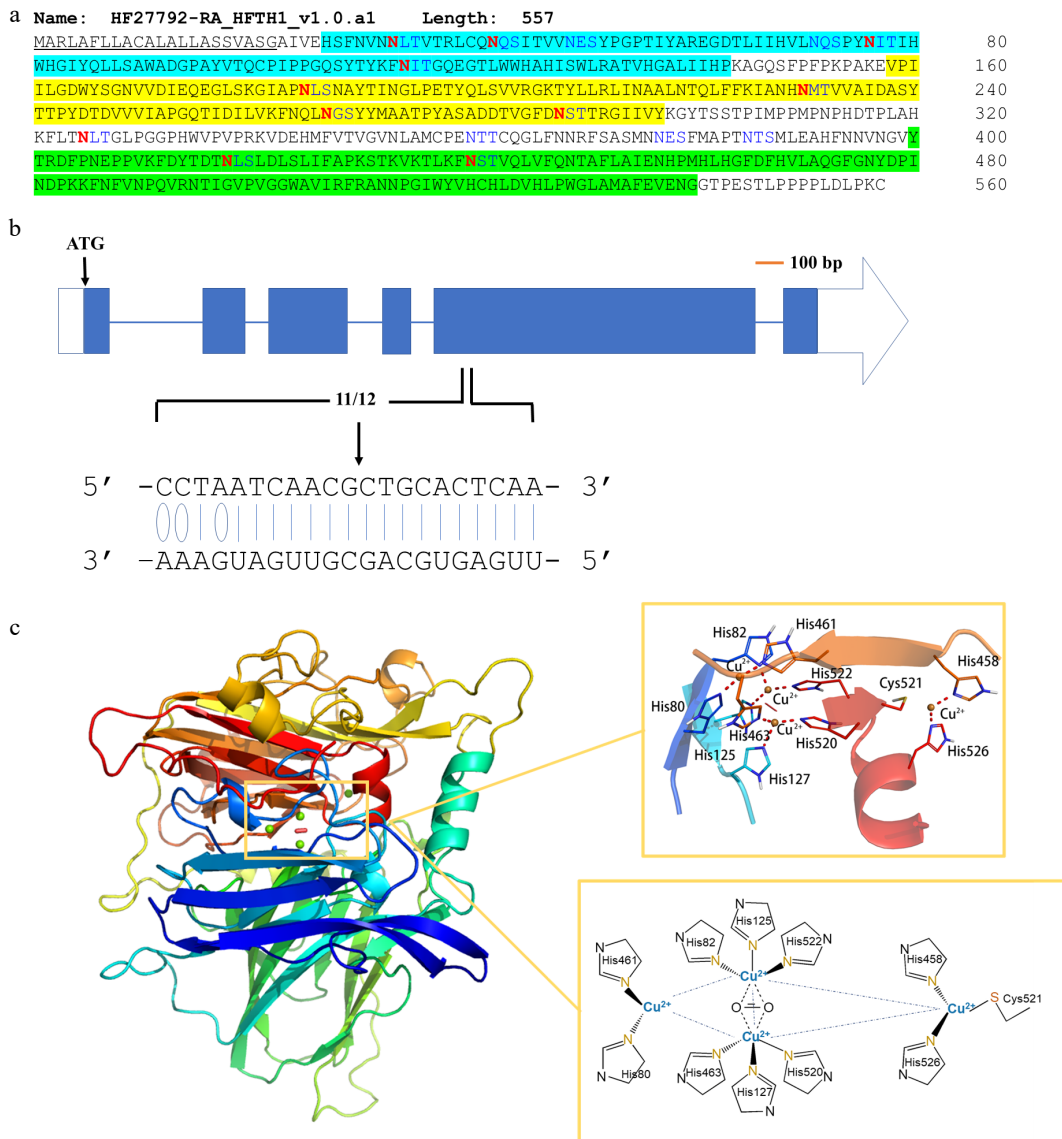 a
Name: HF27792-RA_HFTH1_v1.0.a1 Length: 557
MARLAFLLACALALLASSVASGAIVEHSFNVNNLTVTRLCQNQSITVVNESYPGPTIYAREGDTLIIHVLNQSPYNITIH 80
WHGIYQLLSAWADGPAYVTQCPIPPGQSYTYKFNITGQEGTLWWHAHISWLRATVHGALIIHPKAGQSFPFPKPAKEVPI 160
ILGDWYSGNVVDIEQEGLSKGIAPNLSNAYTINGLPETYQLSVVRGKTYLLRLINAALNTQLFFKIANHNMTVVAIDASY 240
TTPYDTDVVVIAPGQTIDILVKFNQLNGSYYMAATPYASADDTVGFDNSTTRGIIVYKGYTSSTPIMPPMPNPHDTPLAH 320
KFLTNLTGLPGGPHWVPVPRKVDEHMFVTVGVNLAMCPENTTCQGLFNNRFSASMNNESFMAPTNTSMLEAHFNNVNGVY 400
TRDFPNEPPVKFDYTDTNLSLDLSLIFAPKSTKVKTLKFNSTVQLVFQNTAFLAIENHPMHLHGFDFHVLAQGFGNYDPI 480
NDPKKFNFVNPQVRNTIGVPVGGWAVIRFRANNPGIWYVHCHLDVHLPWGLAMAFEVENGGTPESTLPPPPLDLPKC 560
b
ATG
100 bp
11/12
5′ -CCTAATCAACGCTGCACTCAA- 3′
3′ -AAAGUAGUUGCGACGUGAGUU- 5′
c
His82
His461
Cu2+
His522
Cys521
His458
His80
Cu2+
Cu2+
His463
Cu2+
His125
His520
His526
His127
N
His125
N
N
His82
His522
N
N
His461
N
N
N
N
His458
N
Cu2+
N
S
Cys521
Cu2+
O
O
Cu2+
N
Cu2+
N
N
N
N
N
His80
His463
His127
His520
His526
N
N
N
N
N